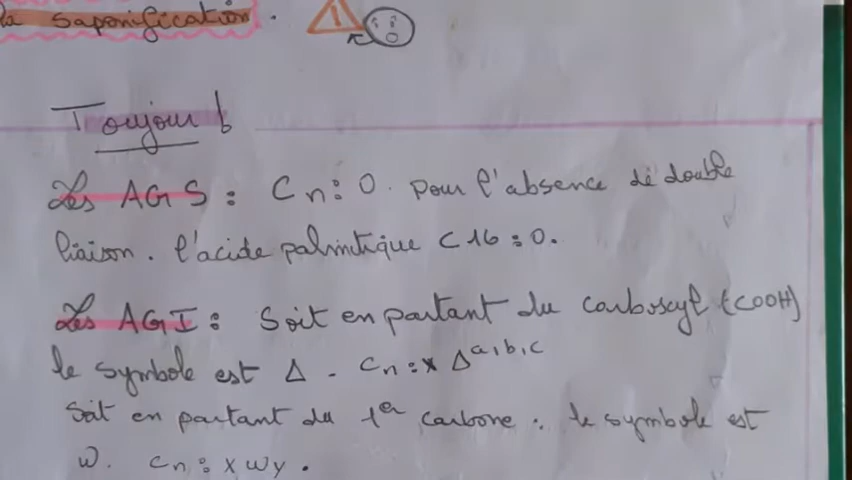 la saponification.
Toujours
Les AGS : Cn : 0. pour l'absence de double
liaison. l'acide palmitique C16 : 0.
Les AGI : Soit en partant du carboxyl (COOH)
le symbole est Δ - Cn : x Δa,b,c
Soit en partant du 1er carbone : le symbole est
ω. Cn : x ω y.